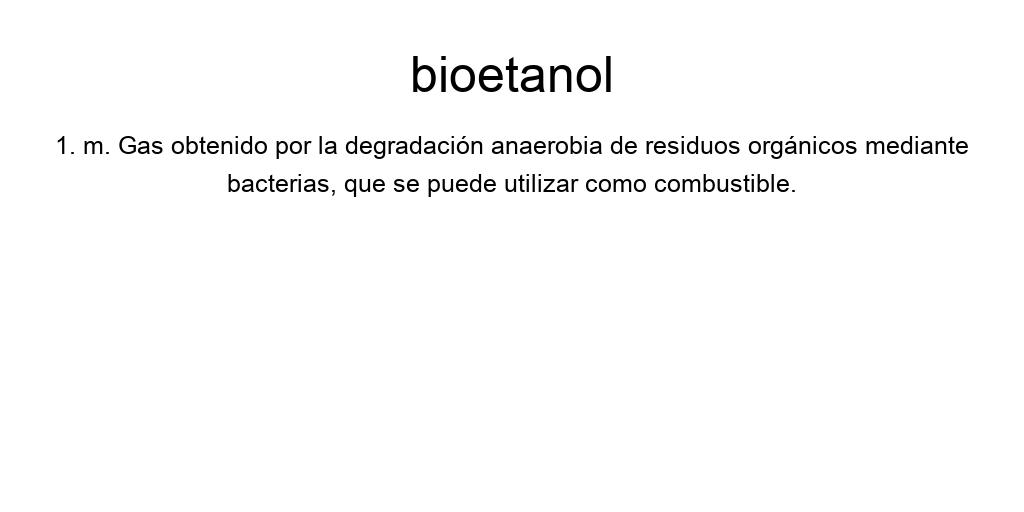 bioetanol
1. m. Gas obtenido por la degradación anaerobia de residuos orgánicos mediante
bacterias, que se puede utilizar como combustible.